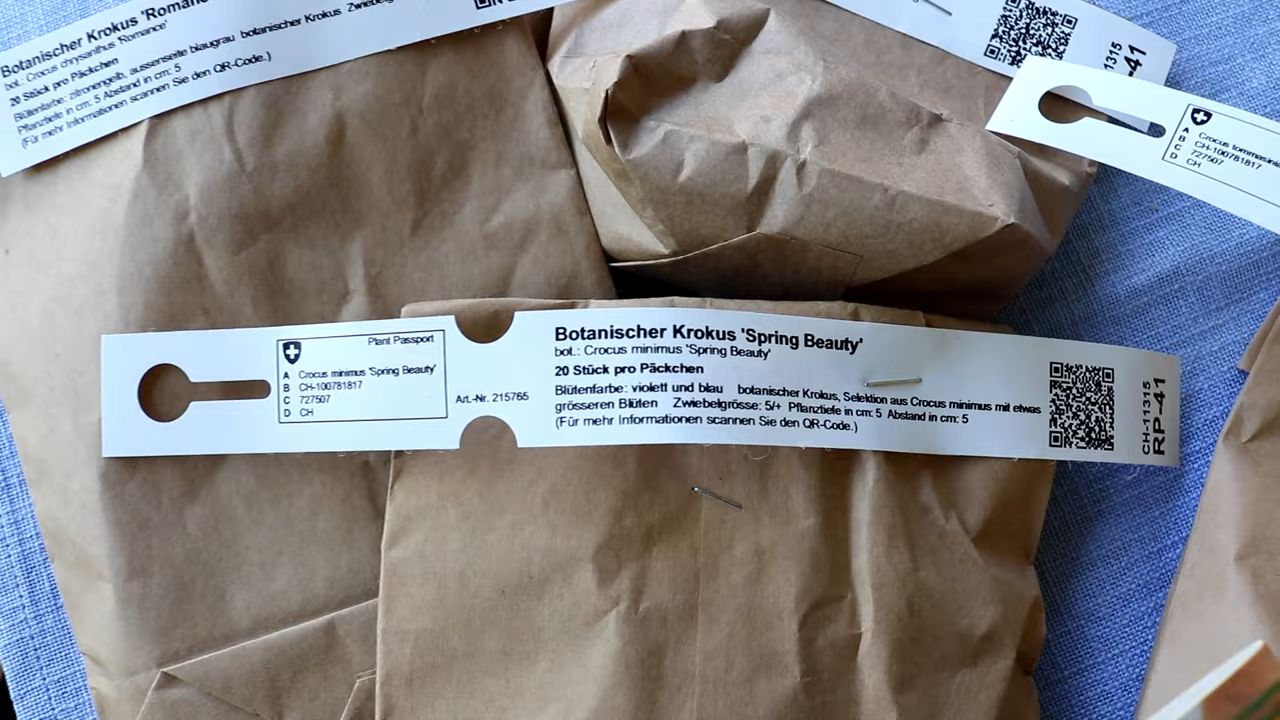 Botanischer Krokus 'Romance
bot.: Crocus chrysanthus 'Romance'
20 Stück pro Päckchen
Blütenfarbe: zitronengelb, aussenseite blaugrau botanischer Krokus
Pflanztiefe in cm: 5 Abstand in cm: 5
(Für mehr Informationen scannen Sie den QR-Code.)
11315
-41
A Crocus
B CH-100781817
C 727507
D CH
Plant Passport
A Crocus minimus 'Spring Beauty'
B CH-100781817
C 727507
D CH
Art.-Nr. 215765
Botanischer Krokus 'Spring Beauty'
bot.: Crocus minimus 'Spring Beauty'
20 Stück pro Päckchen
Blütenfarbe: violett und blau botanischer Krokus, Selektion aus Crocus minimus mit etwas
grösseren Blüten Zwiebelgrösse: 5/+ Pflanztiefe in cm: 5 Abstand in cm: 5
(Für mehr Informationen scannen Sie den QR-Code.)
CH-11315
RP-41